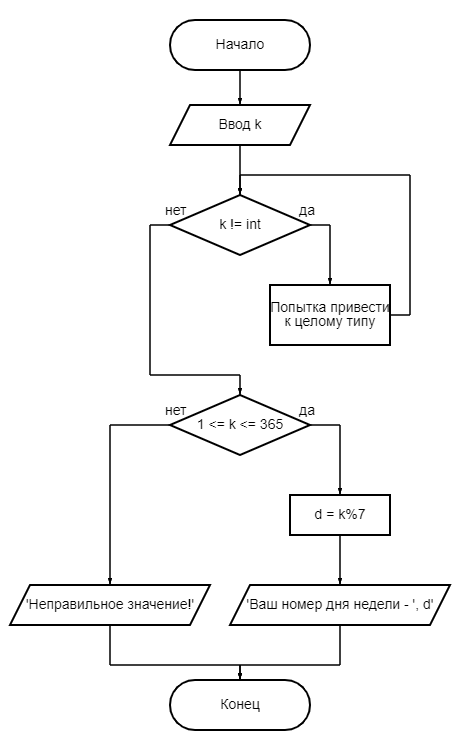 Начало
Ввод k
нет
да
k != int
Попытка привести
к целому типу
нет
да
1 <= k <= 365
d = k%7
'Неправильное значение!'
'Ваш номер дня недели - ', d'
Конец